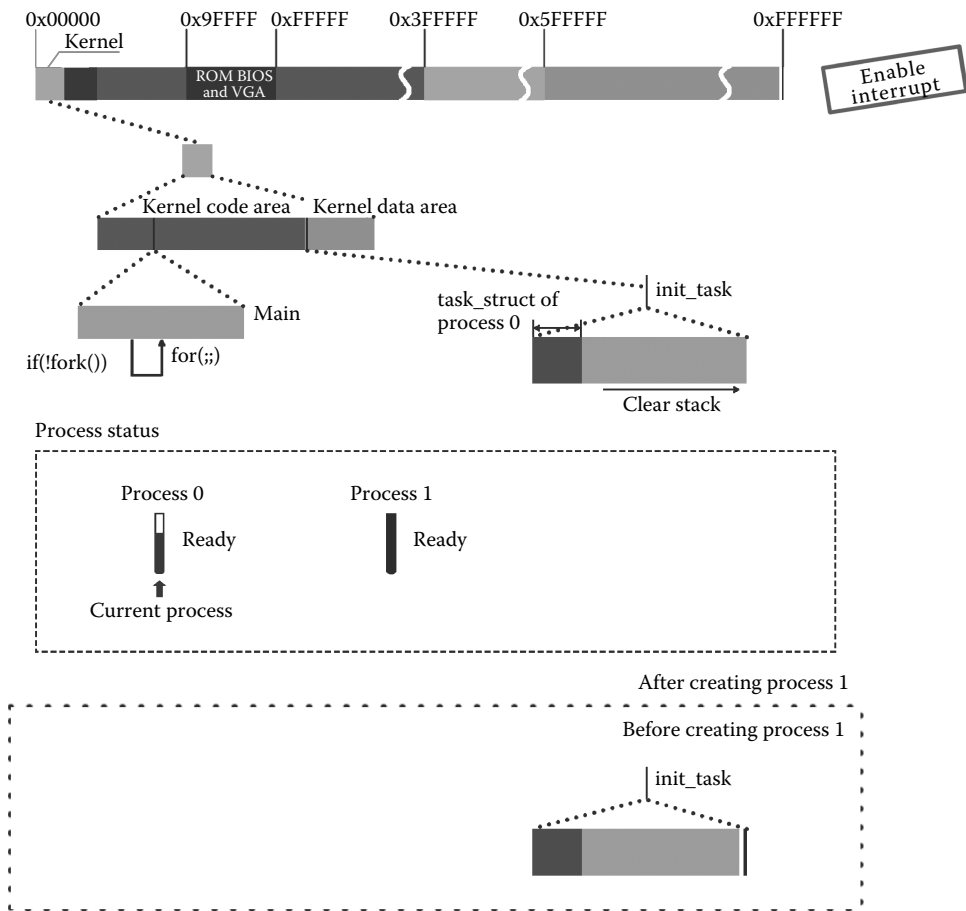 0x00000 0x9FFFF 0xFFFFF 0x3FFFFF 0x5FFFFF 0xFFFFFF
Kernel
ROM BIOS
and VGA
Enable
interrupt
Kernel code area Kernel data area
Main
if(!fork())
for(;;)
init_task
task_struct of
process 0
Clear stack
Process status
Process 0 Process 1
Ready Ready
Current process
After creating process 1
Before creating process 1
init_task